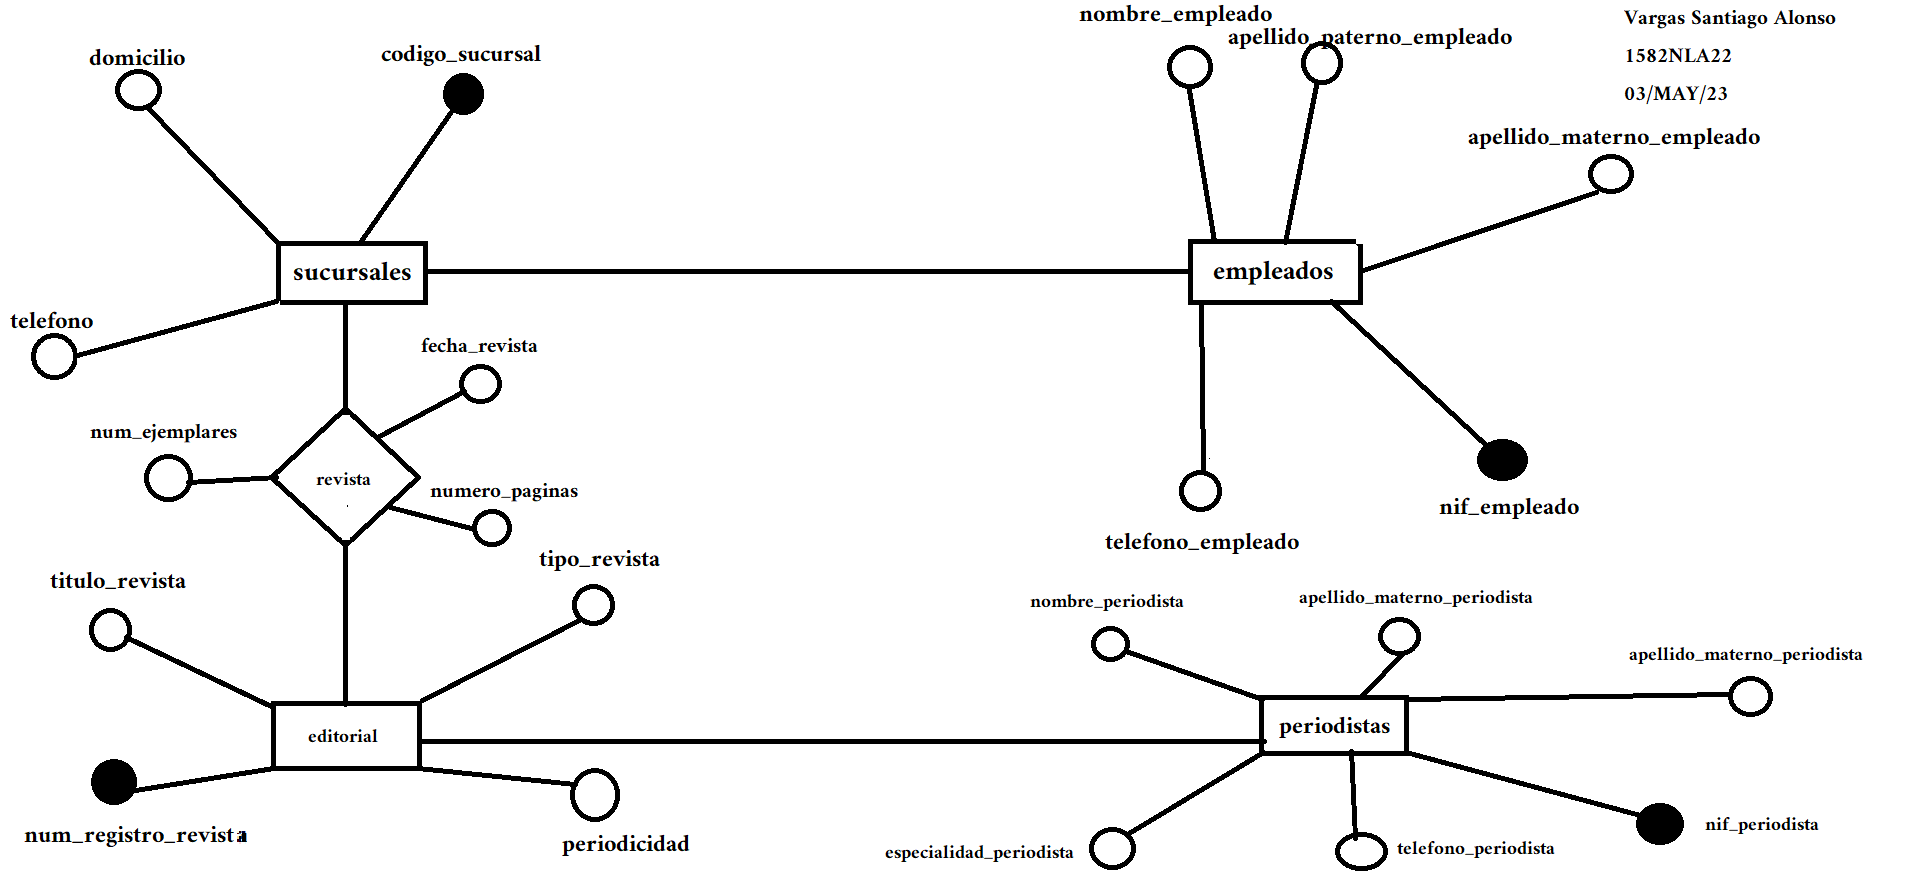 nombre_empleado
Vargas Santiago Alonso
apellido_paterno_empleado
domicilio
codigo_sucursal
1582NLA22
03/MAY/23
apellido_materno_empleado
sucursales
empleados
telefono
fecha_revista
num_ejemplares
revista
numero_paginas
nif_empleado
telefono_empleado
tipo_revista
titulo_revista
nombre_periodista
apellido_materno_periodista
apellido_materno_periodista
editorial
periodistas
num_registro_revista
periodicidad
especialidad_periodista
telefono_periodista
nif_periodista